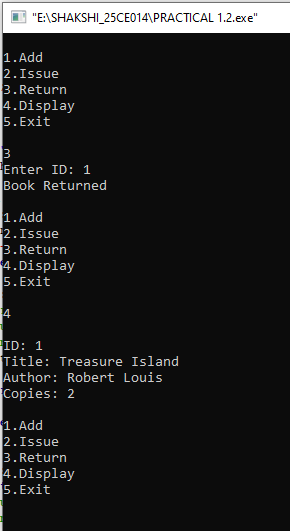 "E:\SHAKSHI_25CE014\PRACTICAL 1.2.exe"
1.Add
2.Issue
3.Return
4.Display
5.Exit
3
Enter ID: 1
Book Returned
1.Add
2.Issue
3.Return
4.Display
5.Exit
4
ID: 1
Title: Treasure Island
Author: Robert Louis
Copies: 2
1.Add
2.Issue
3.Return
4.Display
5.Exit